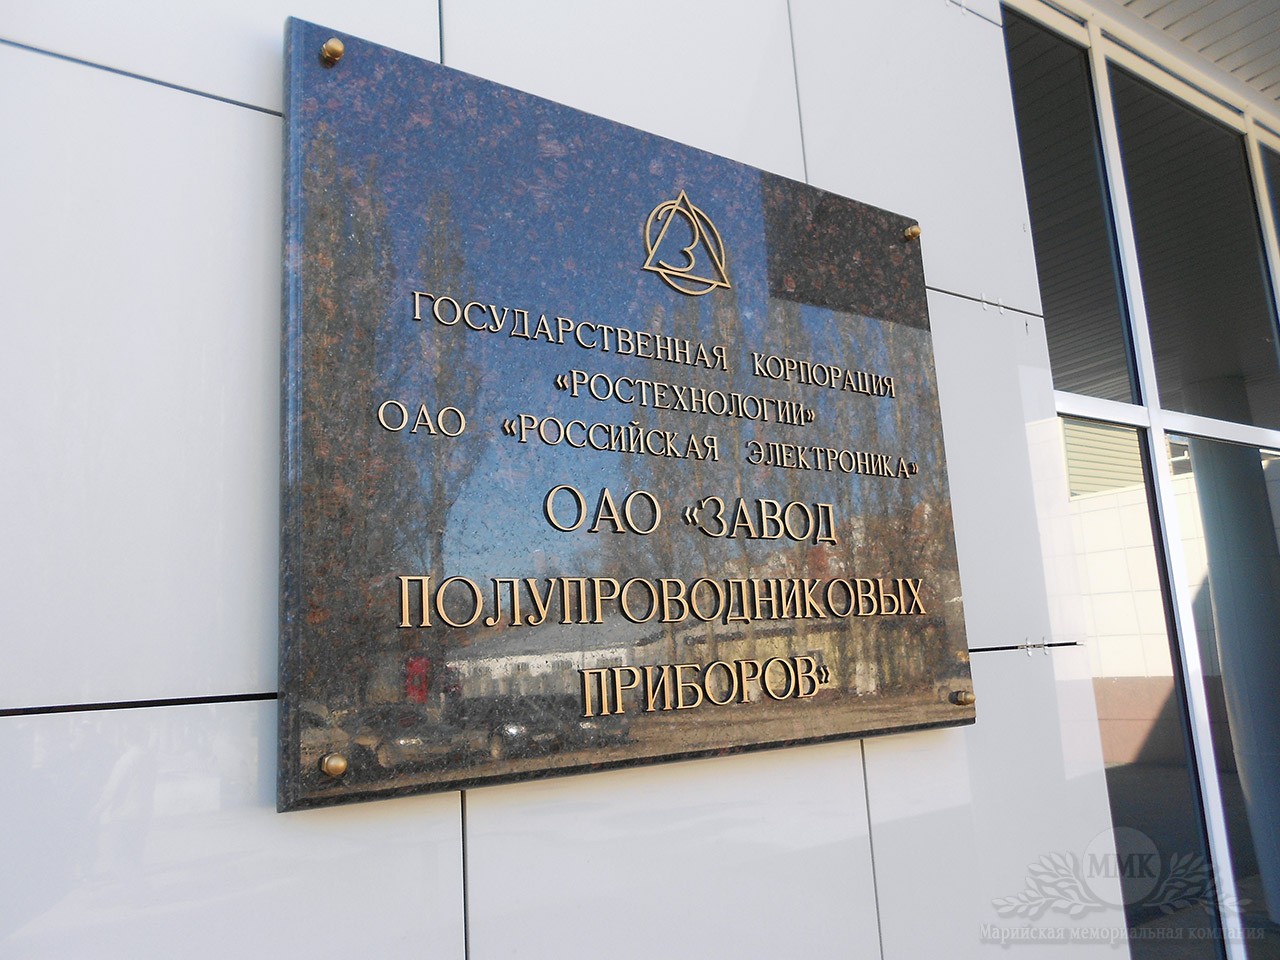 З
ГОСУДАРСТВЕННАЯ КОРПОРАЦИЯ
«РОСТЕХНОЛОГИИ»
ОАО «РОССИЙСКАЯ ЭЛЕКТРОНИКА»
ОАО «ЗАВОД
ПОЛУПРОВОДНИКОВЫХ
ПРИБОРОВ»
ММК
Марийская мемориальная компания